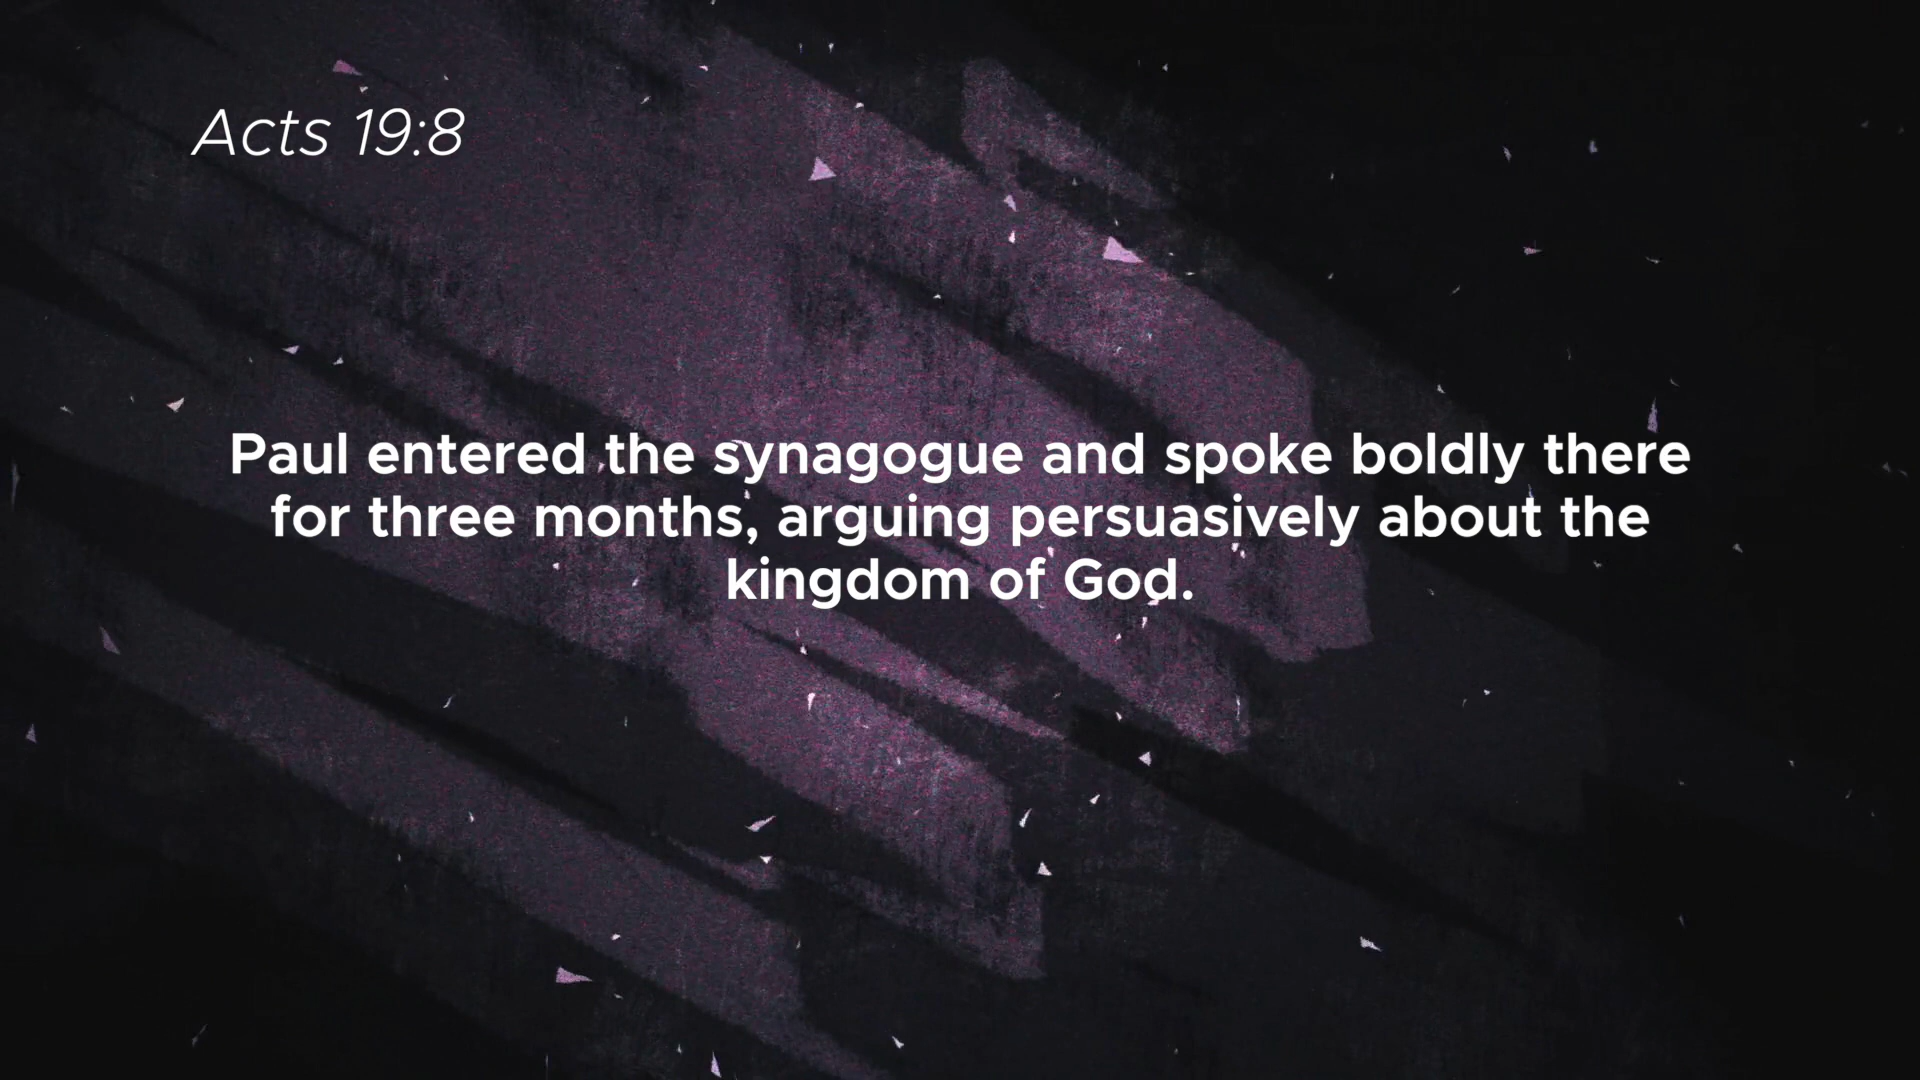 Acts 19:8
Paul entered the synagogue and spoke boldly there
for three months, arguing persuasively about the
kingdom of God.